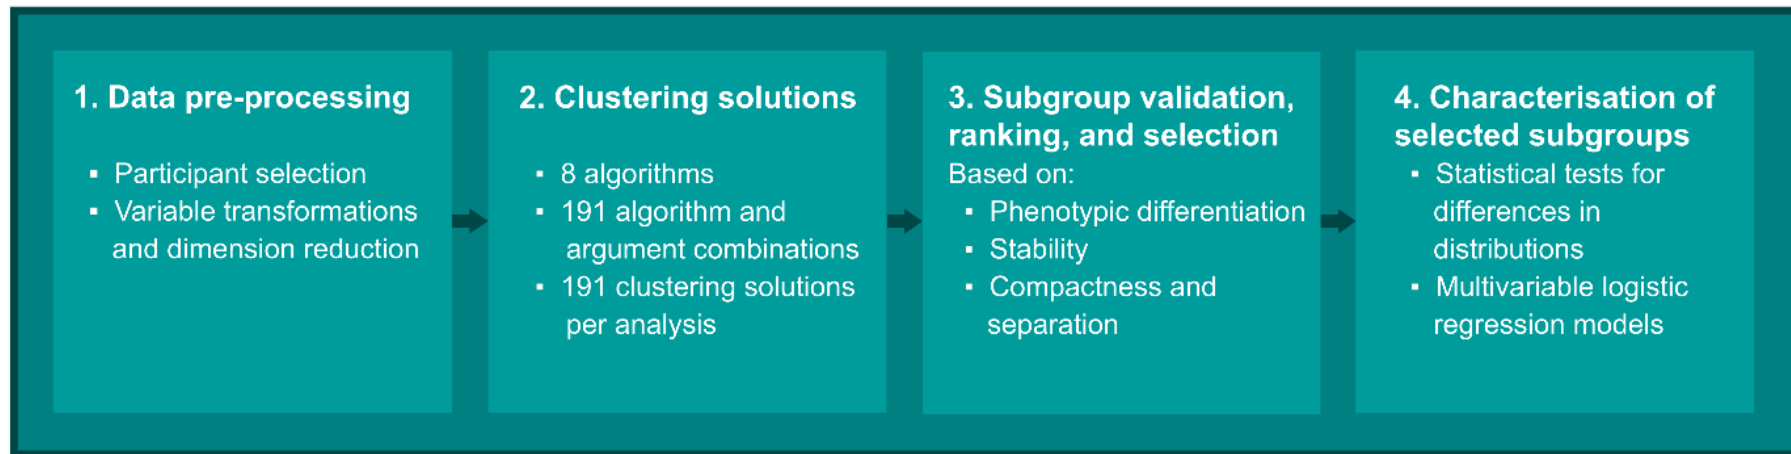 1. Data pre-processing
▪ Participant selection
▪ Variable transformations
and dimension reduction
2. Clustering solutions
▪ 8 algorithms
▪ 191 algorithm and
argument combinations
▪ 191 clustering solutions
per analysis
3. Subgroup validation,
ranking, and selection
Based on:
▪ Phenotypic differentiation
▪ Stability
▪ Compactness and
separation
4. Characterisation of
selected subgroups
▪ Statistical tests for
differences in
distributions
▪ Multivariable logistic
regression models